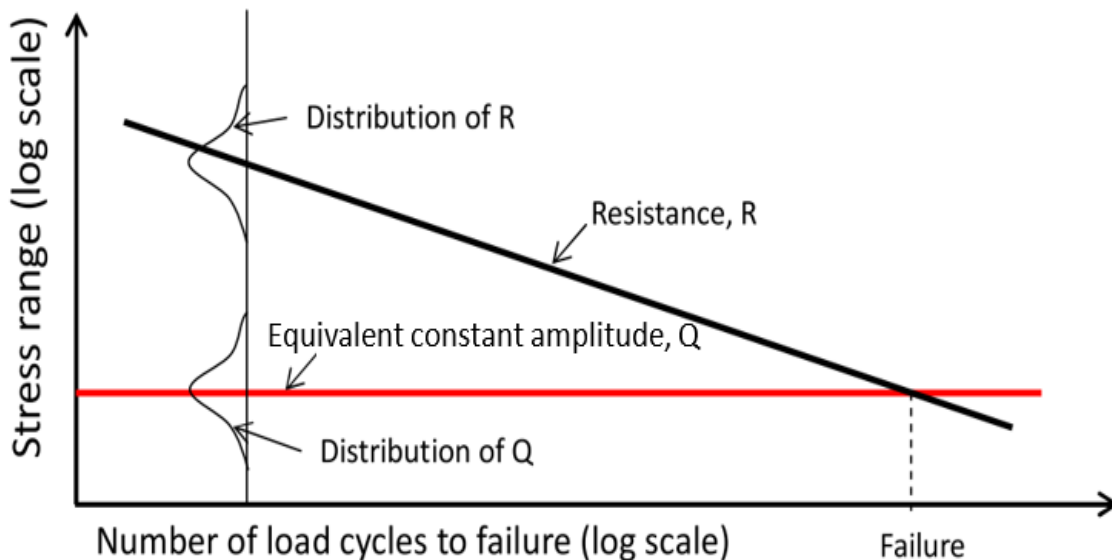 Stress range (log scale)
Distribution of R
Resistance, R
Equivalent constant amplitude, Q
Distribution of Q
Number of load cycles to failure (log scale)
Failure